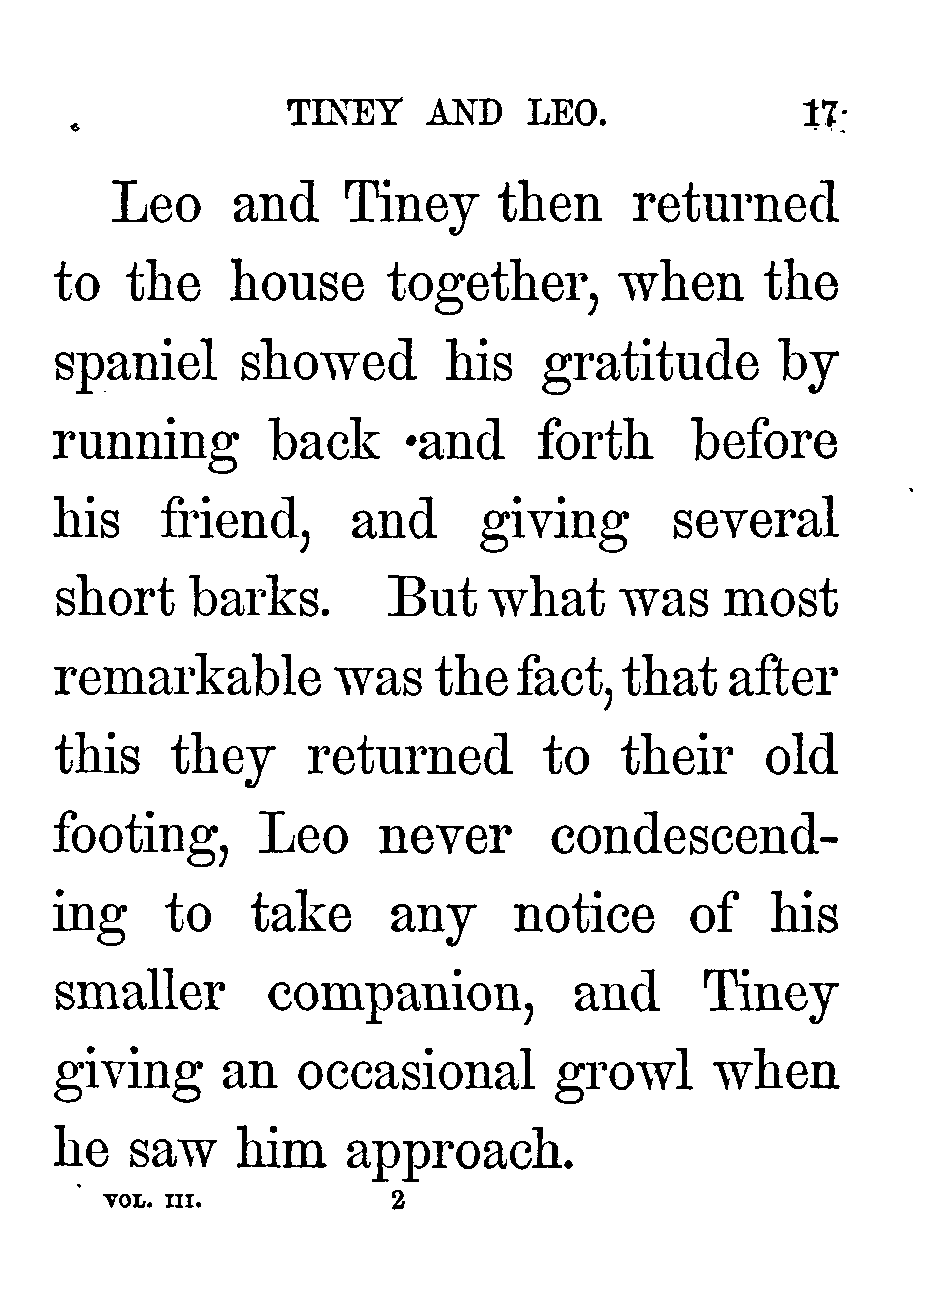 TINEY AND LEO. 17
Leo and Tiney then returned
to the house together, when the
spaniel showed his gratitude by
running back and forth before
his friend, and giving several
short barks. But what was most
remarkable was the fact, that after
this they returned to their old
footing, Leo never condescend-
ing to take any notice of his
smaller companion, and Tiney
giving an occasional growl when
he saw him approach.
VOL. III. 2